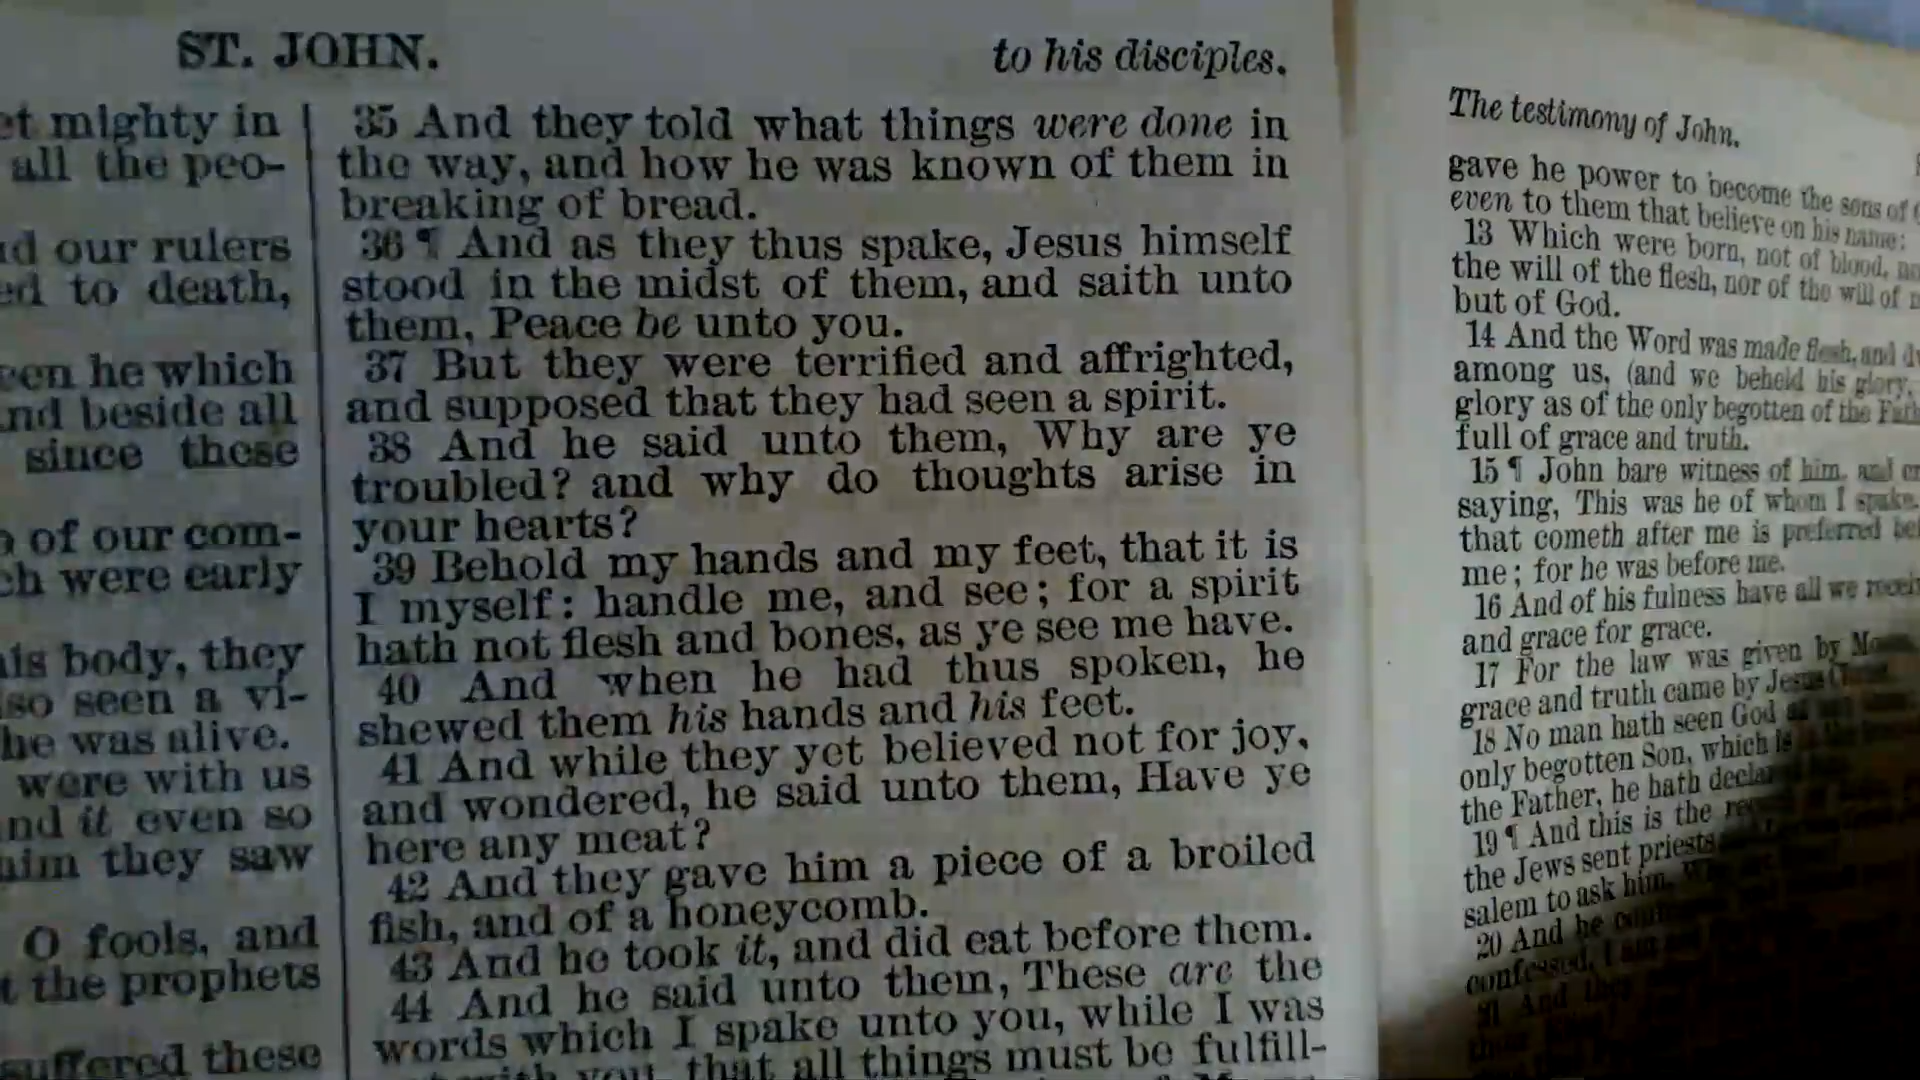 ST. JOHN.
to his disciples.
et mighty in
all the peo-
our rulers
to death,
he which
beside all
since these
of our com-
were early
body, they
seen a vi-
he was alive.
were with us
it even so
they saw
O fools, and
the prophets
suffered these
35 And they told what things were done in
the way, and how he was known of them in
breaking of bread.
36 ¶ And as they thus spake, Jesus himself
stood in the midst of them, and saith unto
them, Peace be unto you.
37 But they were terrified and affrighted,
and supposed that they had seen a spirit.
38 And he said unto them, Why are ye
troubled? and why do thoughts arise in
your hearts?
39 Behold my hands and my feet, that it is
I myself: handle me, and see; for a spirit
hath not flesh and bones, as ye see me have.
40 And when he had thus spoken, he
shewed them his hands and his feet.
41 And while they yet believed not for joy,
and wondered, he said unto them, Have ye
here any meat?
42 And they gave him a piece of a broiled
fish, and of a honeycomb.
43 And he took it, and did eat before them.
44 And he said unto them, These are the
words which I spake unto you, while I was
with you, that all things must be fulfill-
The testimony of John.
gave he power to become the sons of
even to them that believe on his name:
13 Which were born, not of blood,
the will of the flesh, nor of the will of
but of God.
14 And the Word was made flesh, and
among us, (and we beheld his glory,
glory as of the only begotten of the
full of grace and truth.
15 ¶ John bare witness of him, and
saying, This was he of whom I spake,
that cometh after me is preferred
me; for he was before me.
16 And of his fulness have all we
and grace for grace.
17 For the law was given by
grace and truth came by Jesus
18 No man hath seen God
only begotten Son, which is
the Father, he hath
19 ¶ And this is the
the Jews sent priests
salem to ask him,
20 And he
confessed, I am
And